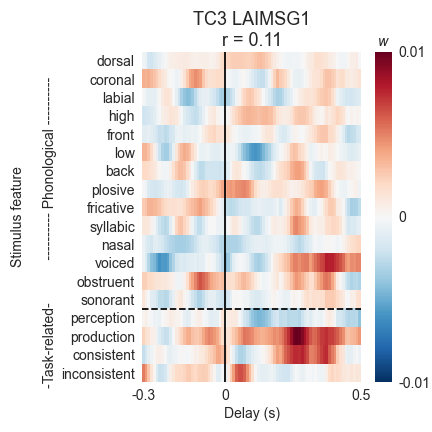 TC3 LAIMSG1
r = 0.11
w
dorsal
coronal
labial
high
front
low
back
plosive
fricative
syllabic
nasal
voiced
obstruent
sonorant
perception
production
consistent
inconsistent
Stimulus feature
-Task-related- ---------- Phonological ----------
0.01
0
-0.01
-0.3 0 0.5
Delay (s)